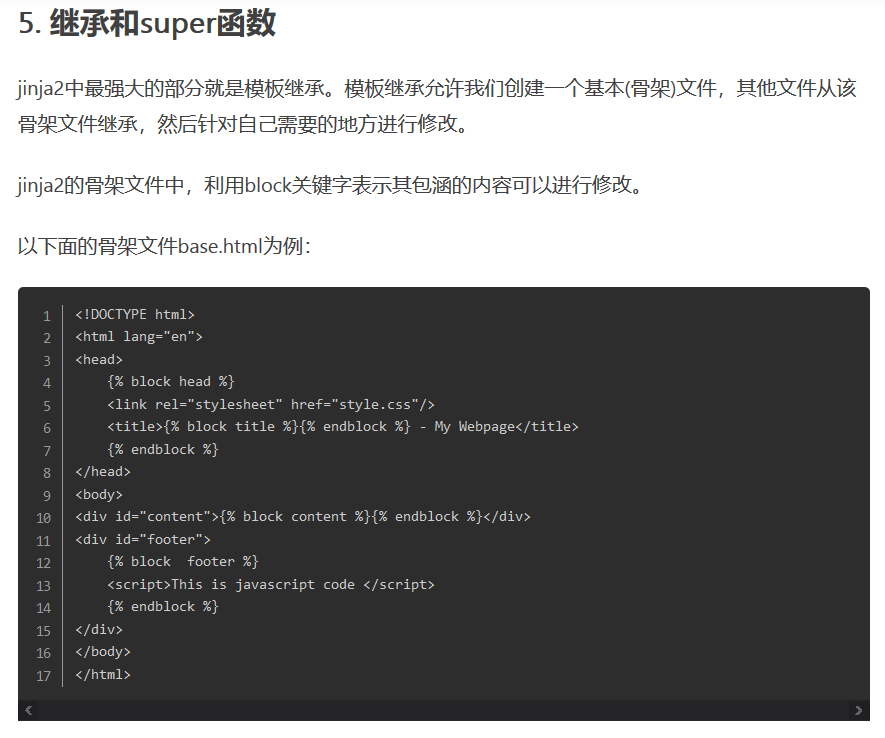 5. 继承和super函数
jinja2中最强大的部分就是模板继承。模板继承允许我们创建一个基本(骨架)文件，其他文件从该
骨架文件继承，然后针对自己需要的地方进行修改。
jinja2的骨架文件中，利用block关键字表示其包涵的内容可以进行修改。
以下面的骨架文件base.html为例：
1 <!DOCTYPE html>
2 <html lang="en">
3 <head>
4     {% block head %}
5     <link rel="stylesheet" href="style.css"/>
6     <title>{% block title %}{% endblock %} - My Webpage</title>
7     {% endblock %}
8 </head>
9 <body>
10 <div id="content">{% block content %}{% endblock %}</div>
11 <div id="footer">
12     {% block  footer %}
13     <script>This is javascript code </script>
14     {% endblock %}
15 </div>
16 </body>
17 </html>